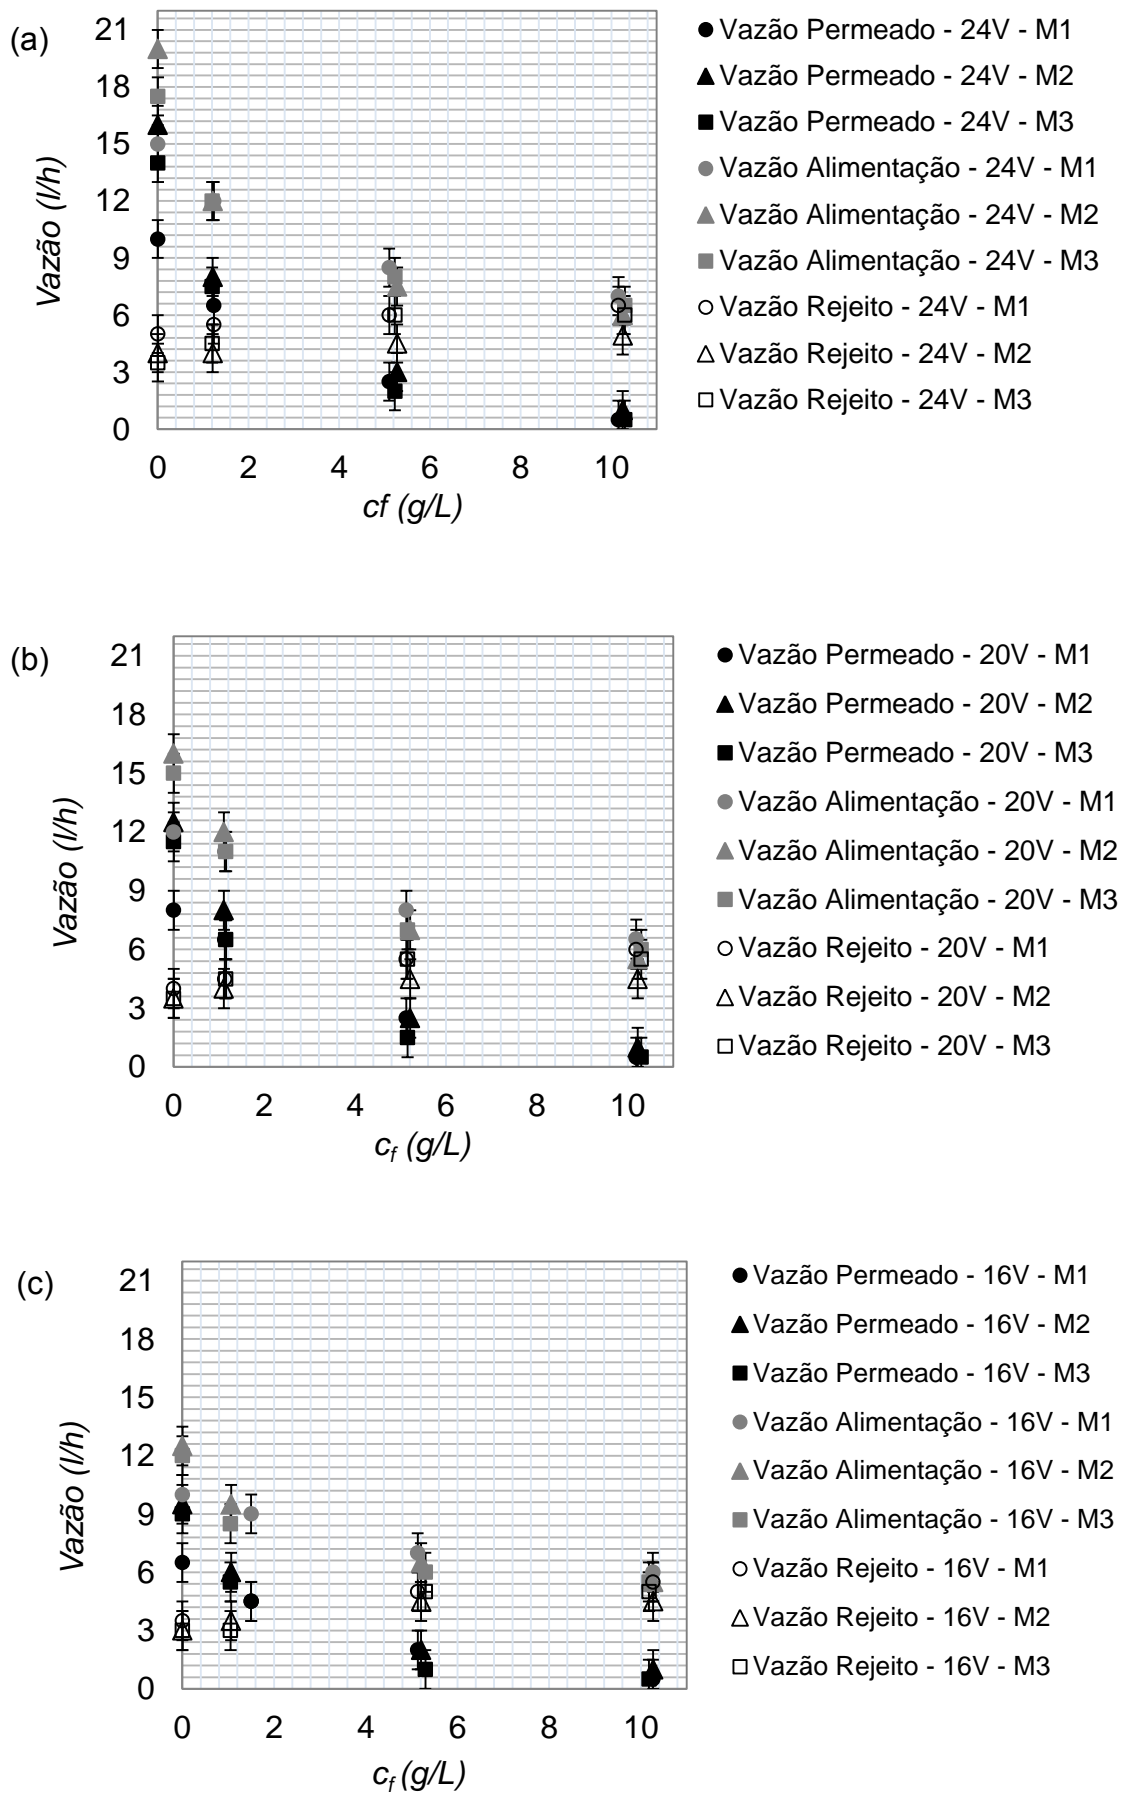 (a)
21
18
15
12
9
6
3
0
Vazão (l/h)
0 2 4 6 8 10
cf (g/L)
Vazão Permeado - 24V - M1
Vazão Permeado - 24V - M2
Vazão Permeado - 24V - M3
Vazão Alimentação - 24V - M1
Vazão Alimentação - 24V - M2
Vazão Alimentação - 24V - M3
Vazão Rejeito - 24V - M1
Vazão Rejeito - 24V - M2
Vazão Rejeito - 24V - M3
(b)
21
18
15
12
9
6
3
0
Vazão (l/h)
0 2 4 6 8 10
cf (g/L)
Vazão Permeado - 20V - M1
Vazão Permeado - 20V - M2
Vazão Permeado - 20V - M3
Vazão Alimentação - 20V - M1
Vazão Alimentação - 20V - M2
Vazão Alimentação - 20V - M3
Vazão Rejeito - 20V - M1
Vazão Rejeito - 20V - M2
Vazão Rejeito - 20V - M3
(c)
21
18
15
12
9
6
3
0
Vazão (l/h)
0 2 4 6 8 10
cf (g/L)
Vazão Permeado - 16V - M1
Vazão Permeado - 16V - M2
Vazão Permeado - 16V - M3
Vazão Alimentação - 16V - M1
Vazão Alimentação - 16V - M2
Vazão Alimentação - 16V - M3
Vazão Rejeito - 16V - M1
Vazão Rejeito - 16V - M2
Vazão Rejeito - 16V - M3